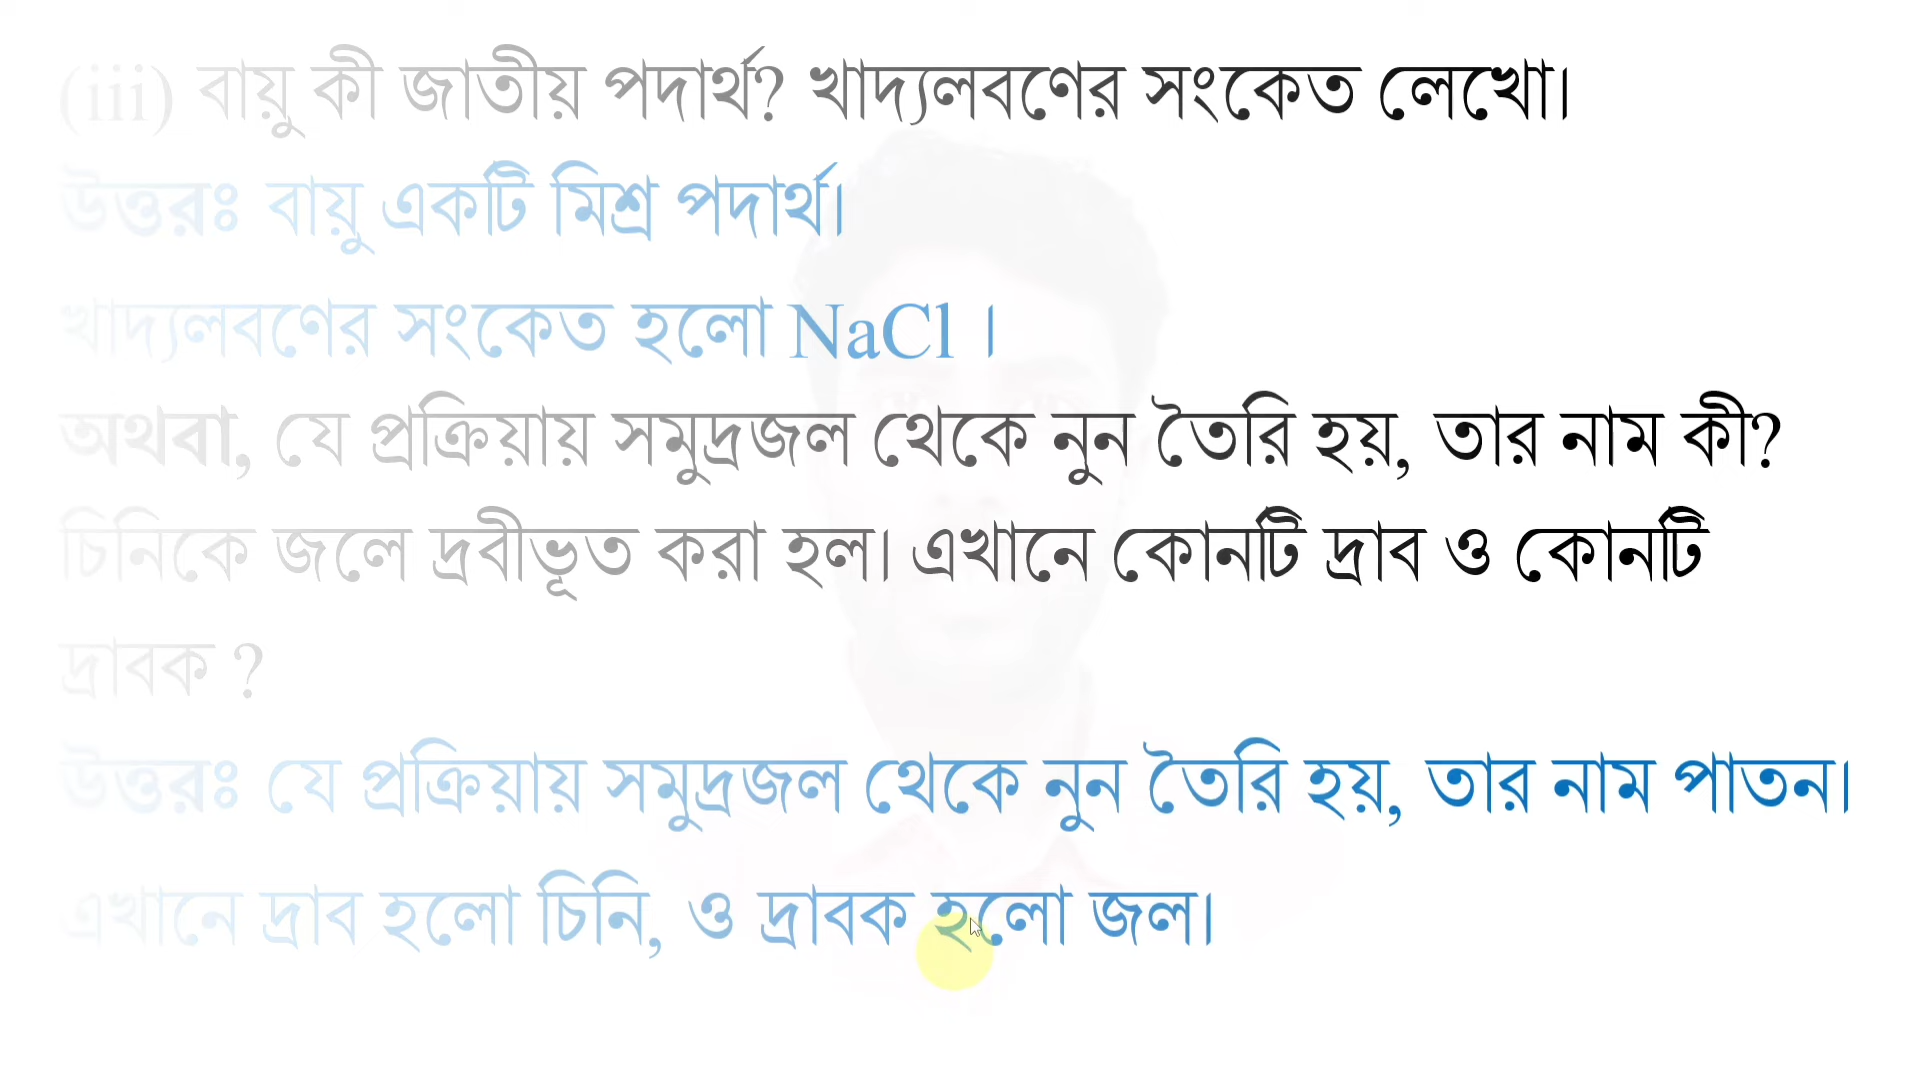 (iii) বায়ু কী জাতীয় পদার্থ? খাদ্যলবণের সংকেত লেখো।
উত্তরঃ বায়ু একটি মিশ্র পদার্থ।
খাদ্যলবণের সংকেত হলো NaCl ।
অথবা, যে প্রক্রিয়ায় সমুদ্রজল থেকে নুন তৈরি হয়, তার নাম কী?
চিনিকে জলে দ্রবীভূত করা হল। এখানে কোনটি দ্রাব ও কোনটি
দ্রাবক ?
উত্তরঃ যে প্রক্রিয়ায় সমুদ্রজল থেকে নুন তৈরি হয়, তার নাম পাতন।
এখানে দ্রাব হলো চিনি, ও দ্রাবক হলো জল।